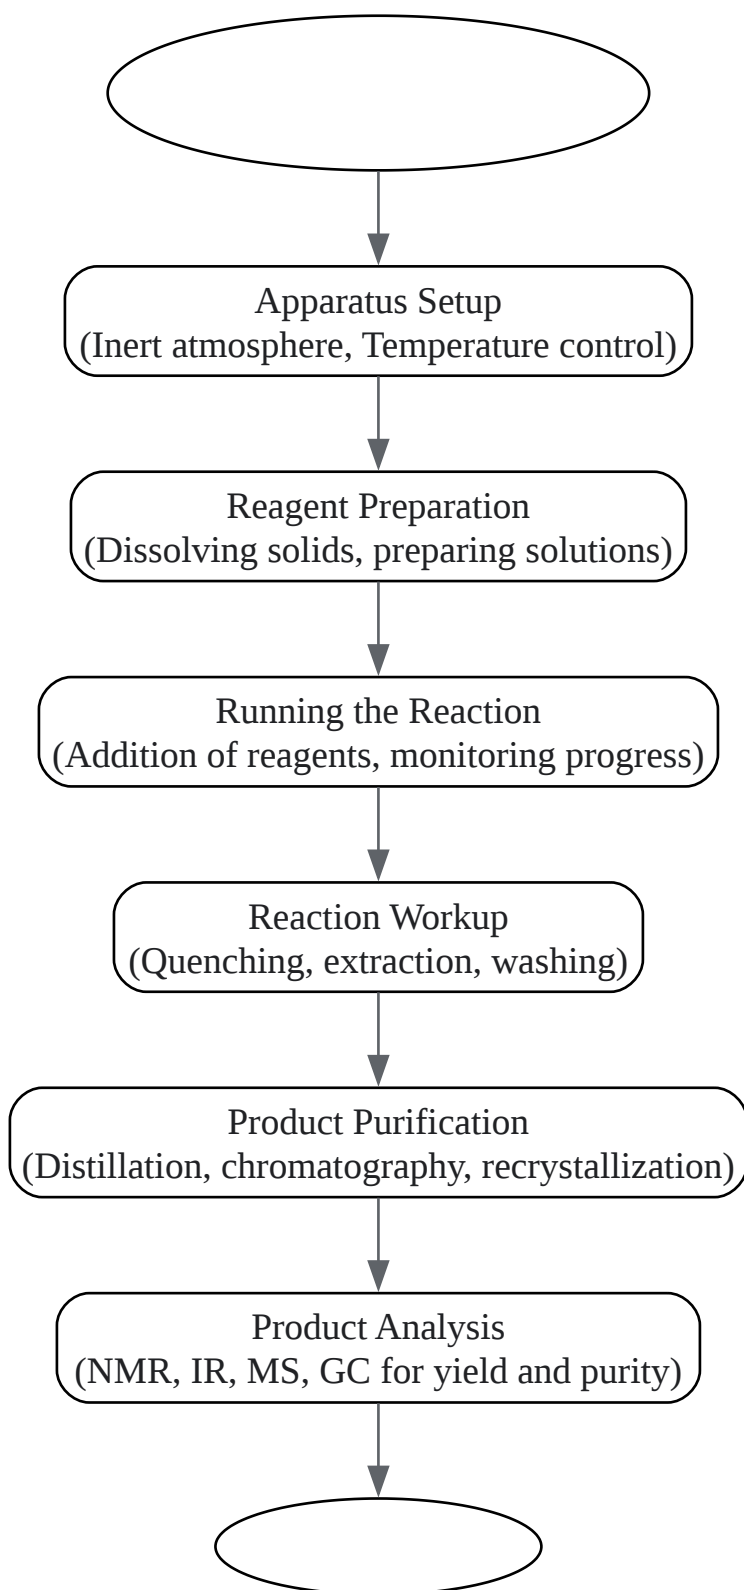 Apparatus Setup
(Inert atmosphere, Temperature control)
Reagent Preparation
(Dissolving solids, preparing solutions)
Running the Reaction
(Addition of reagents, monitoring progress)
Reaction Workup
(Quenching, extraction, washing)
Product Purification
(Distillation, chromatography, recrystallization)
Product Analysis
(NMR, IR, MS, GC for yield and purity)